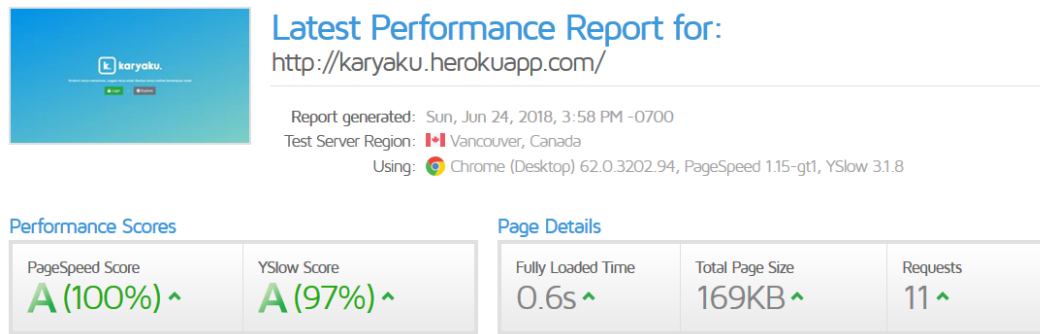 k. karyaku.
Login
Explore
Latest Performance Report for:
http://karyaku.herokuapp.com/
Report generated: Sun, Jun 24, 2018, 3:58 PM -0700
Test Server Region: Vancouver, Canada
Using: Chrome (Desktop) 62.0.3202.94, PageSpeed 1.15-gt1, YSlow 3.1.8
Performance Scores
PageSpeed Score
A (100%)
YSlow Score
A (97%)
Page Details
Fully Loaded Time
0.6s
Total Page Size
169KB
Requests
11